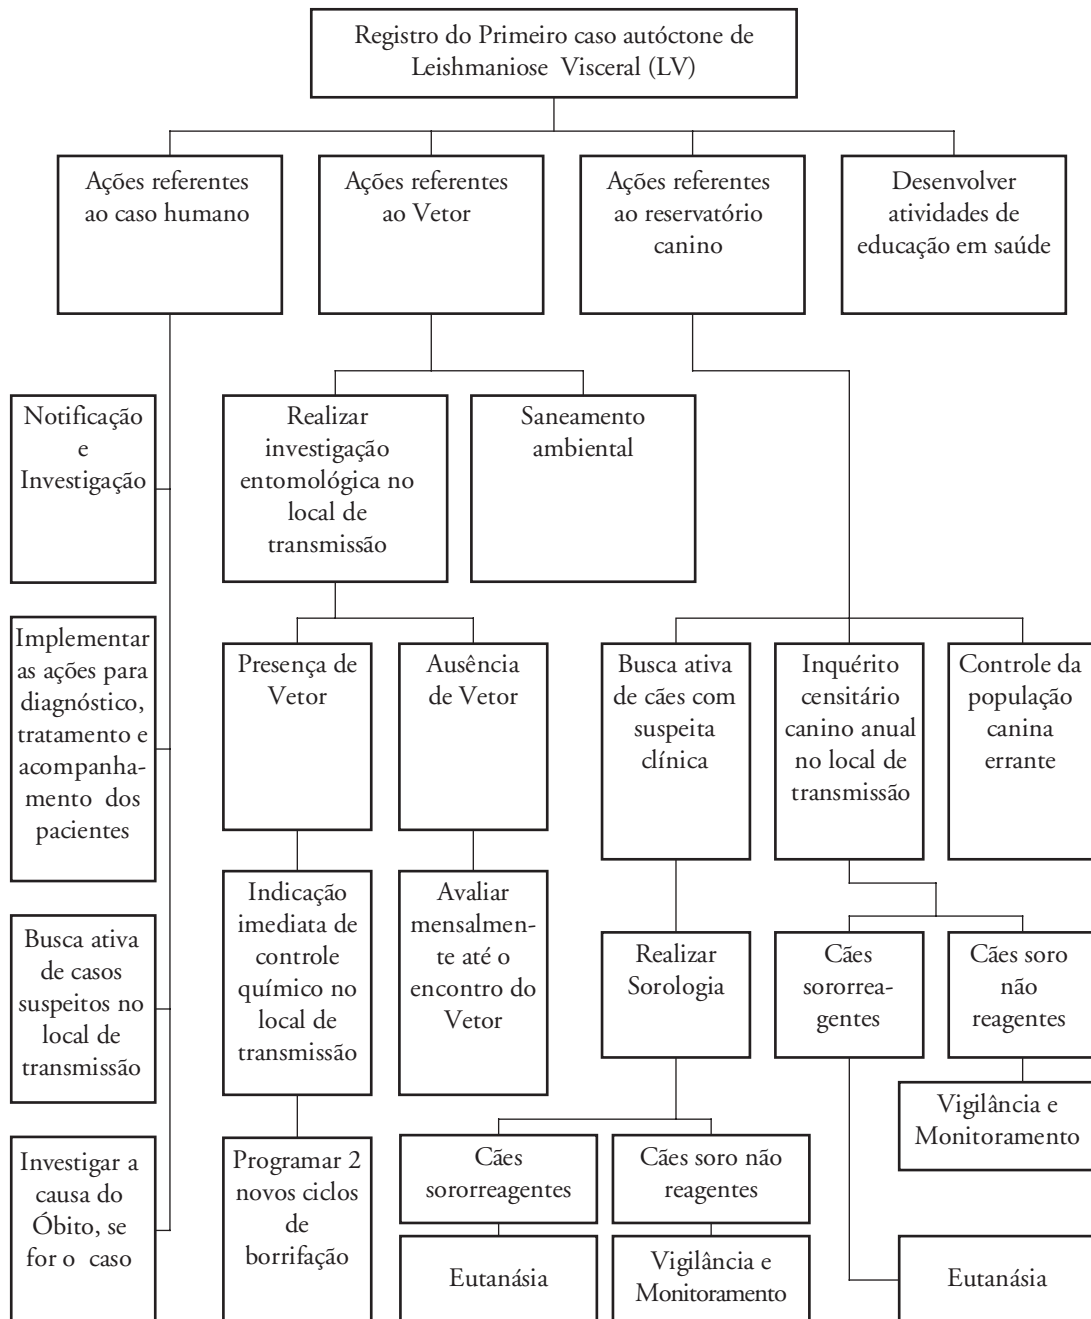 Registro do Primeiro caso autóctone de
Leishmaniose Visceral (LV)
Ações referentes
ao caso humano
Ações referentes
ao Vetor
Ações referentes
ao reservatório
canino
Desenvolver
atividades de
educação em saúde
Notificação
e
Investigação
Realizar
investigação
entomológica no
local de
transmissão
Saneamento
ambiental
Implementar
as ações para
diagnóstico,
tratamento e
acompanha-
mento dos
pacientes
Presença de
Vetor
Ausência
de Vetor
Busca ativa
de cães com
suspeita
clínica
Inquérito
censitário
canino anual
no local de
transmissão
Controle da
população
canina
errante
Indicação
imediata de
controle
químico no
local de
transmissão
Avaliar
mensalmen-
te até o
encontro do
Vetor
Busca ativa
de casos
suspeitos no
local de
transmissão
Realizar
Sorologia
Cães
sororrea-
gentes
Cães soro
não
reagentes
Vigilância e
Monitoramento
Investigar a
causa do
Óbito, se
for o caso
Programar 2
novos ciclos
de
borrifação
Cães
sororreagentes
Cães soro não
reagentes
Eutanásia
Vigilância e
Monitoramento
Eutanásia